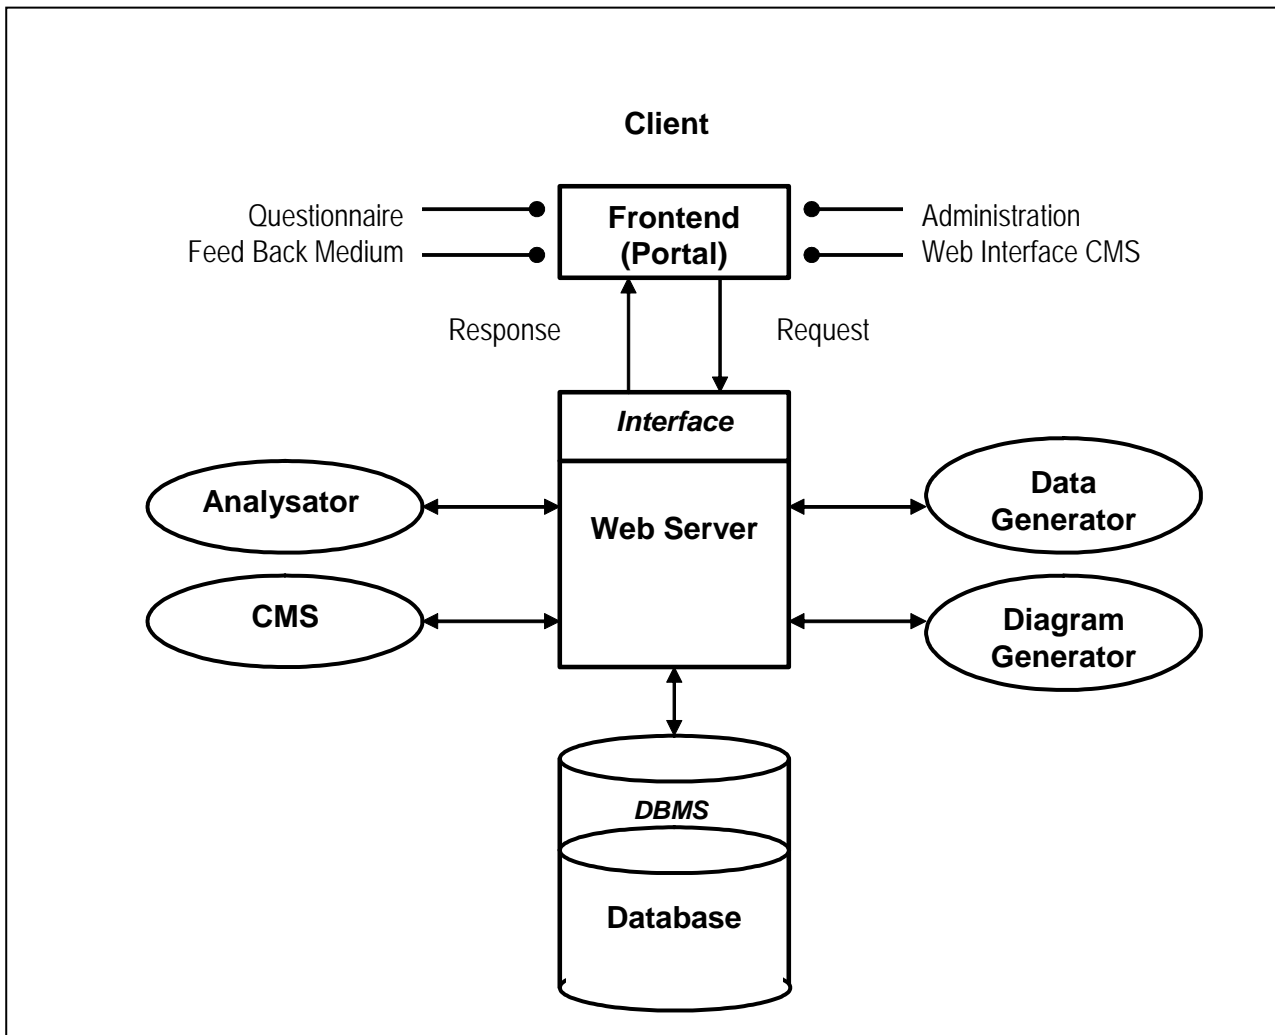 Client
Questionnaire
Feed Back Medium
Frontend
(Portal)
Administration
Web Interface CMS
Response
Request
Interface
Analysator
CMS
Web Server
Data
Generator
Diagram
Generator
DBMS
Database